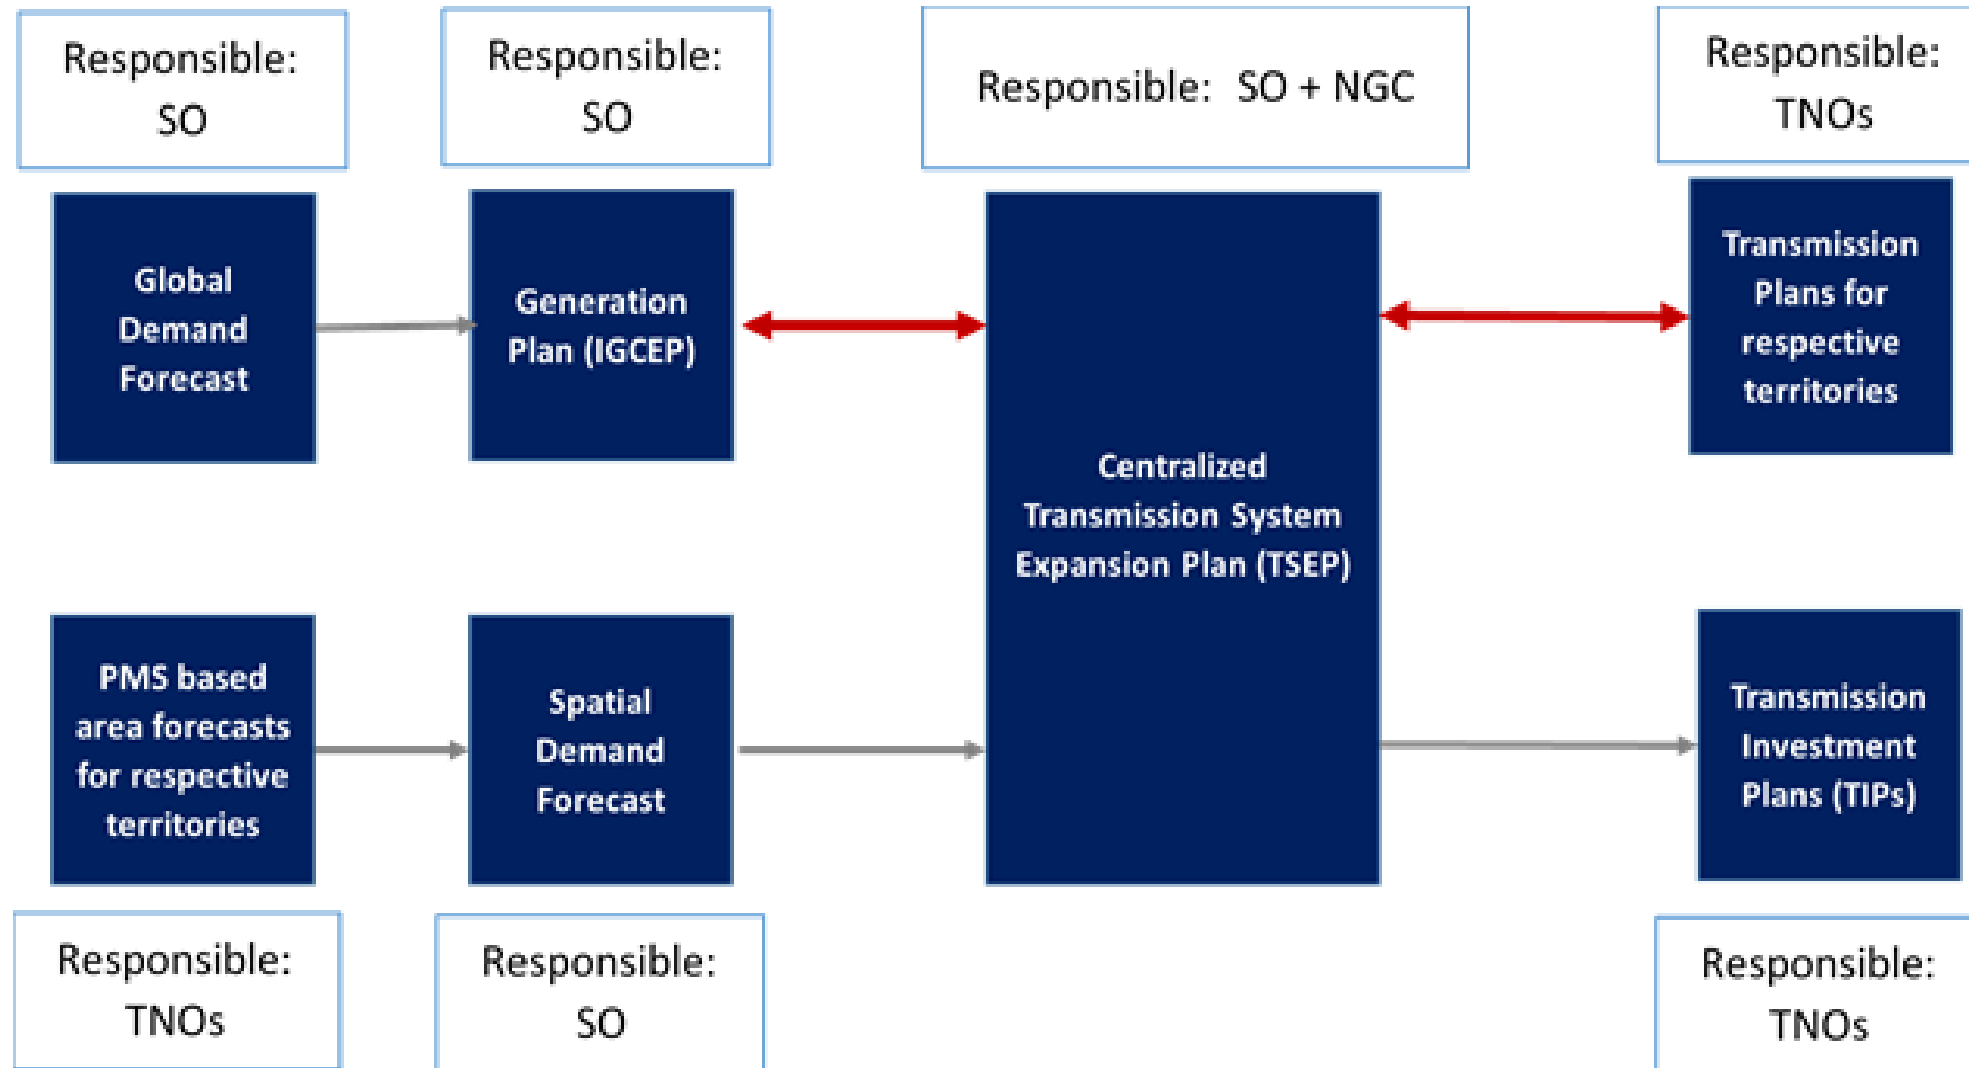 Responsible:
SO
Responsible:
SO
Responsible: SO + NGC
Responsible:
TNOs
Global
Demand
Forecast
Generation
Plan (IGCEP)
Centralized
Transmission System
Expansion Plan (TSEP)
Transmission
Plans for
respective
territories
PMS based
area forecasts
for respective
territories
Spatial
Demand
Forecast
Transmission
Investment
Plans (TIPs)
Responsible:
TNOs
Responsible:
SO
Responsible:
TNOs